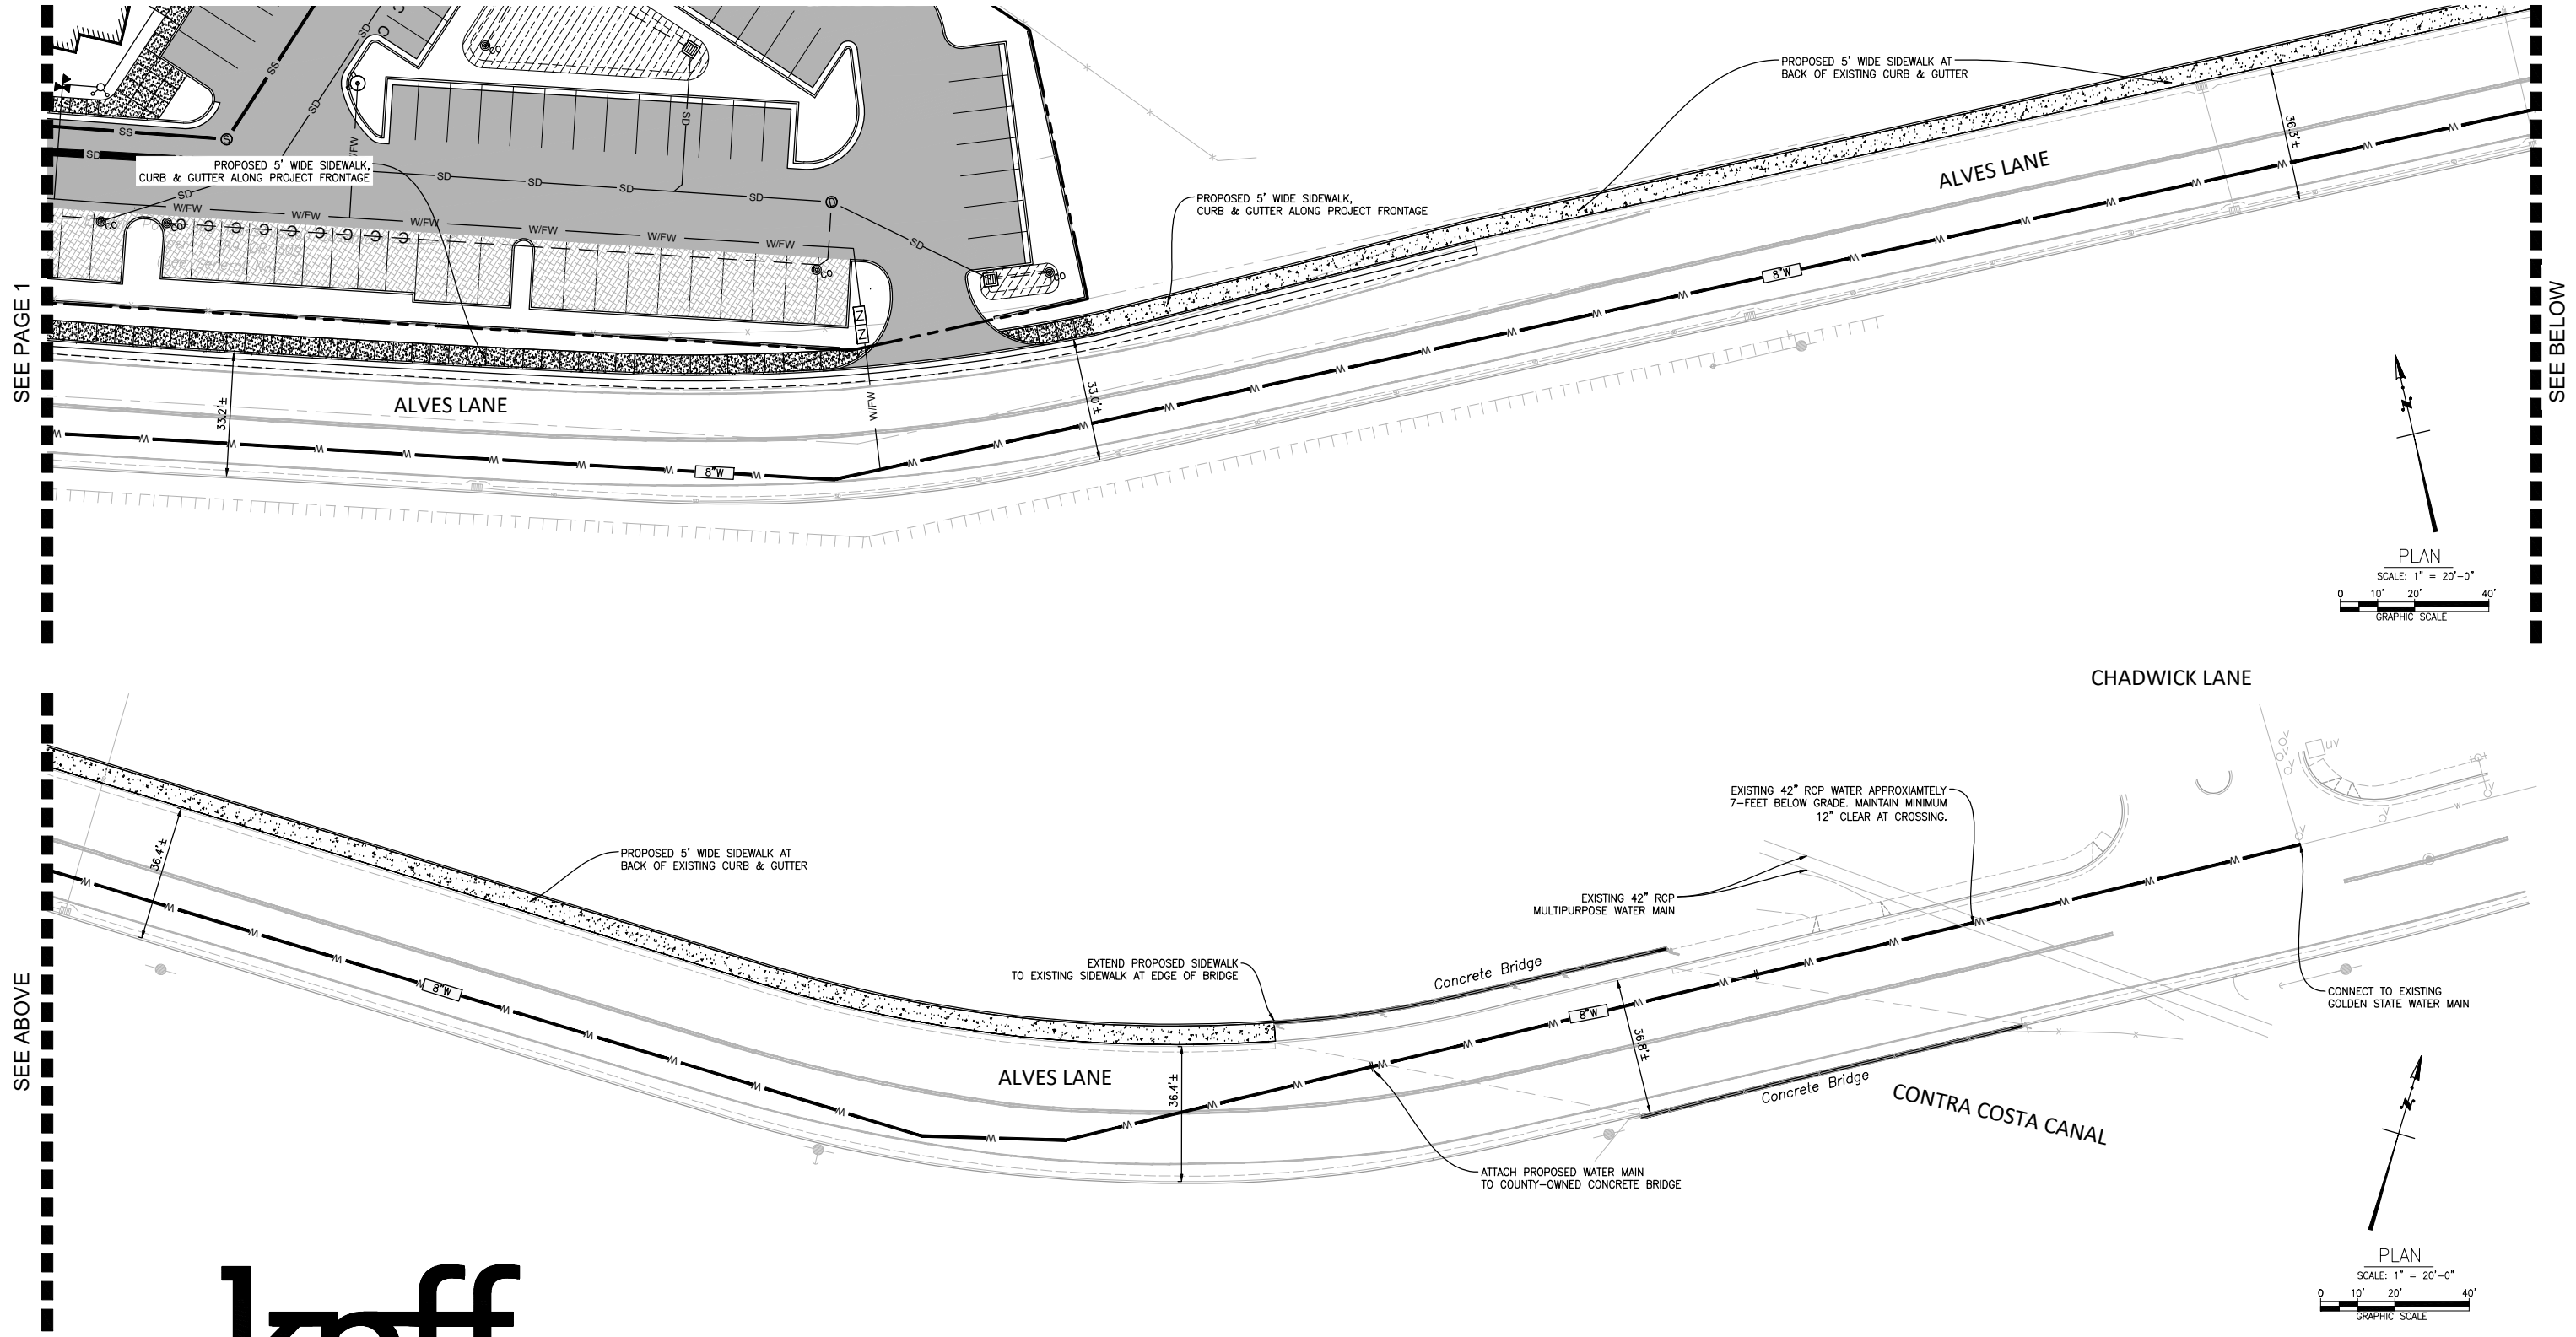 PROPOSED 5' WIDE SIDEWALK AT
BACK OF EXISTING CURB & GUTTER
SS
SS
SD
SD
SD
SD
CO
CO
W/FW
PROPOSED 5' WIDE SIDEWALK,
CURB & GUTTER ALONG PROJECT FRONTAGE
SD
SD
SD
SD
SD
SD
W/FW
W/FW
W/FW
W/FW
W/FW
W/FW
CO
CO
CO
CO
PROPOSED 5' WIDE SIDEWALK,
CURB & GUTTER ALONG PROJECT FRONTAGE
36.3'±
ALVES LANE
8"W
SEE PAGE 1
SEE BELOW
ALVES LANE
33.2'±
W/FW
33.0'±
8"W
N
PLAN
SCALE: 1" = 20'-0"
0 10' 20' 40'
GRAPHIC SCALE
CHADWICK LANE
UV
EXISTING 42" RCP WATER APPROXIAMTELY
7-FEET BELOW GRADE. MAINTAIN MINIMUM
12" CLEAR AT CROSSING.
36.4'±
PROPOSED 5' WIDE SIDEWALK AT
BACK OF EXISTING CURB & GUTTER
EXISTING 42" RCP
MULTIPURPOSE WATER MAIN
EXTEND PROPOSED SIDEWALK
TO EXISTING SIDEWALK AT EDGE OF BRIDGE
Concrete Bridge
8"W
8"W
CONNECT TO EXISTING
GOLDEN STATE WATER MAIN
SEE ABOVE
ALVES LANE
36.4'±
36.8'±
Concrete Bridge
CONTRA COSTA CANAL
ATTACH PROPOSED WATER MAIN
TO COUNTY-OWNED CONCRETE BRIDGE
N
PLAN
SCALE: 1" = 20'-0"
0 10' 20' 40'
GRAPHIC SCALE
kpff